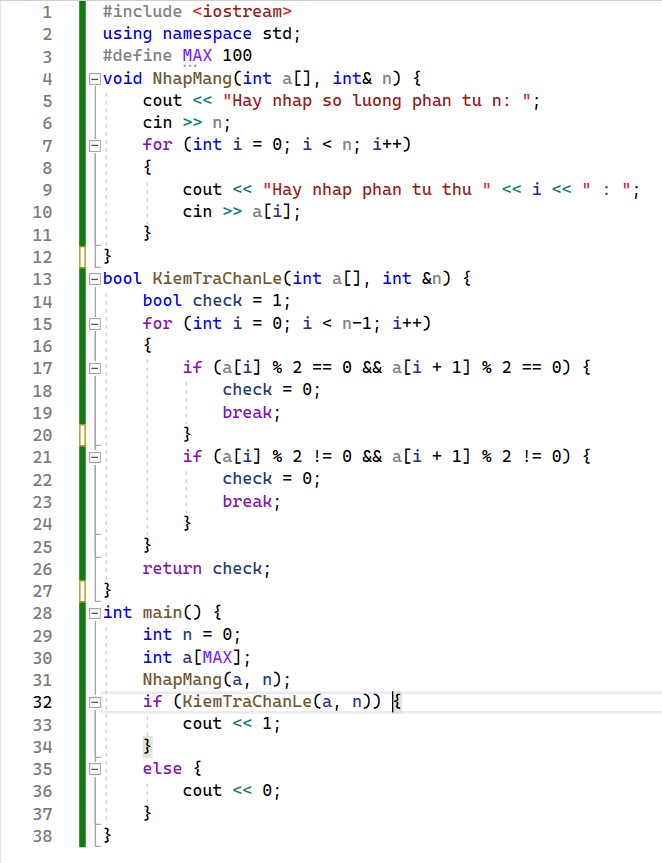 1 #include <iostream>
2 using namespace std;
3 #define MAX 100
4 void NhapMang(int a[], int& n) {
5     cout << "Hay nhap so luong phan tu n: ";
6     cin >> n;
7     for (int i = 0; i < n; i++)
8     {
9         cout << "Hay nhap phan tu thu " << i << " : ";
10         cin >> a[i];
11     }
12 }
13 bool KiemTraChanLe(int a[], int &n) {
14     bool check = 1;
15     for (int i = 0; i < n-1; i++)
16     {
17         if (a[i] % 2 == 0 && a[i + 1] % 2 == 0) {
18             check = 0;
19             break;
20         }
21         if (a[i] % 2 != 0 && a[i + 1] % 2 != 0) {
22             check = 0;
23             break;
24         }
25     }
26     return check;
27 }
28 int main() {
29     int n = 0;
30     int a[MAX];
31     NhapMang(a, n);
32     if (KiemTraChanLe(a, n)) {
33         cout << 1;
34     }
35     else {
36         cout << 0;
37     }
38 }